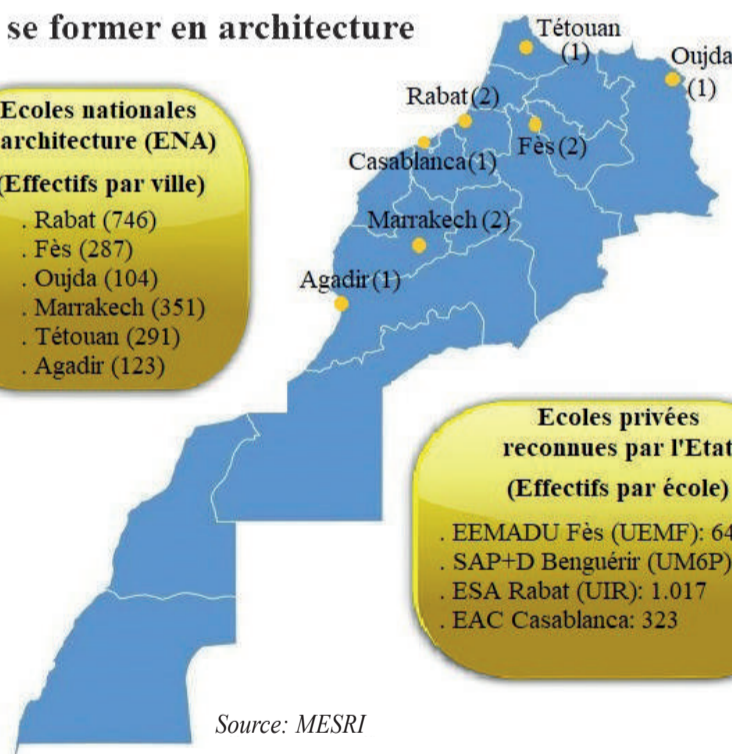 se former en architecture
Tétouan
(1)
Oujda
(1)
Rabat (2)
Fès (2)
Casablanca (1)
Marrakech (2)
Agadir (1)
Ecoles nationales
architecture (ENA)
(Effectifs par ville)
. Rabat (746)
. Fès (287)
. Oujda (104)
. Marrakech (351)
. Tétouan (291)
. Agadir (123)
Ecoles privées
reconnues par l'Etat
(Effectifs par école)
. EEMADU Fès (UEMF): 64
. SAP+D Benguérir (UM6P)
. ESA Rabat (UIR): 1.017
. EAC Casablanca: 323
Source: MESRI